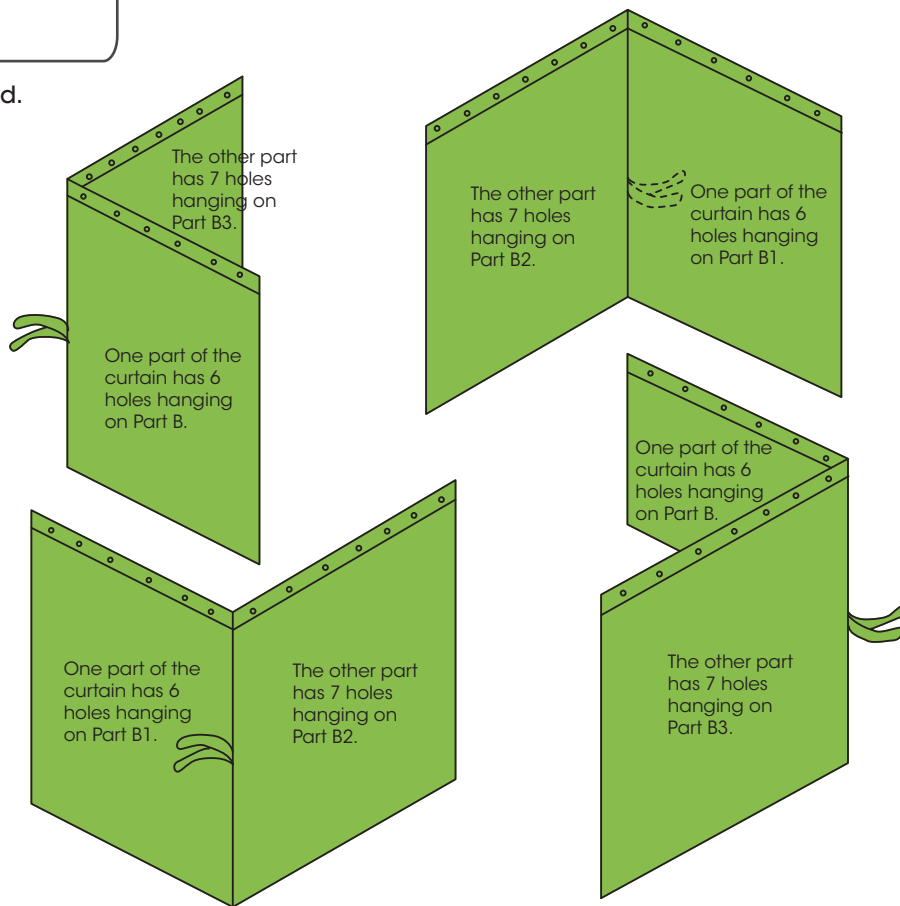 d.
The other part
has 7 holes
hanging on
Part B3.
One part of the
curtain has 6
holes hanging
on Part B.
The other part
has 7 holes
hanging on
Part B2.
One part of the
curtain has 6
holes hanging
on Part B1.
One part of the
curtain has 6
holes hanging
on Part B1.
The other part
has 7 holes
hanging on
Part B2.
One part of the
curtain has 6
holes hanging
on Part B.
The other part
has 7 holes
hanging on
Part B3.